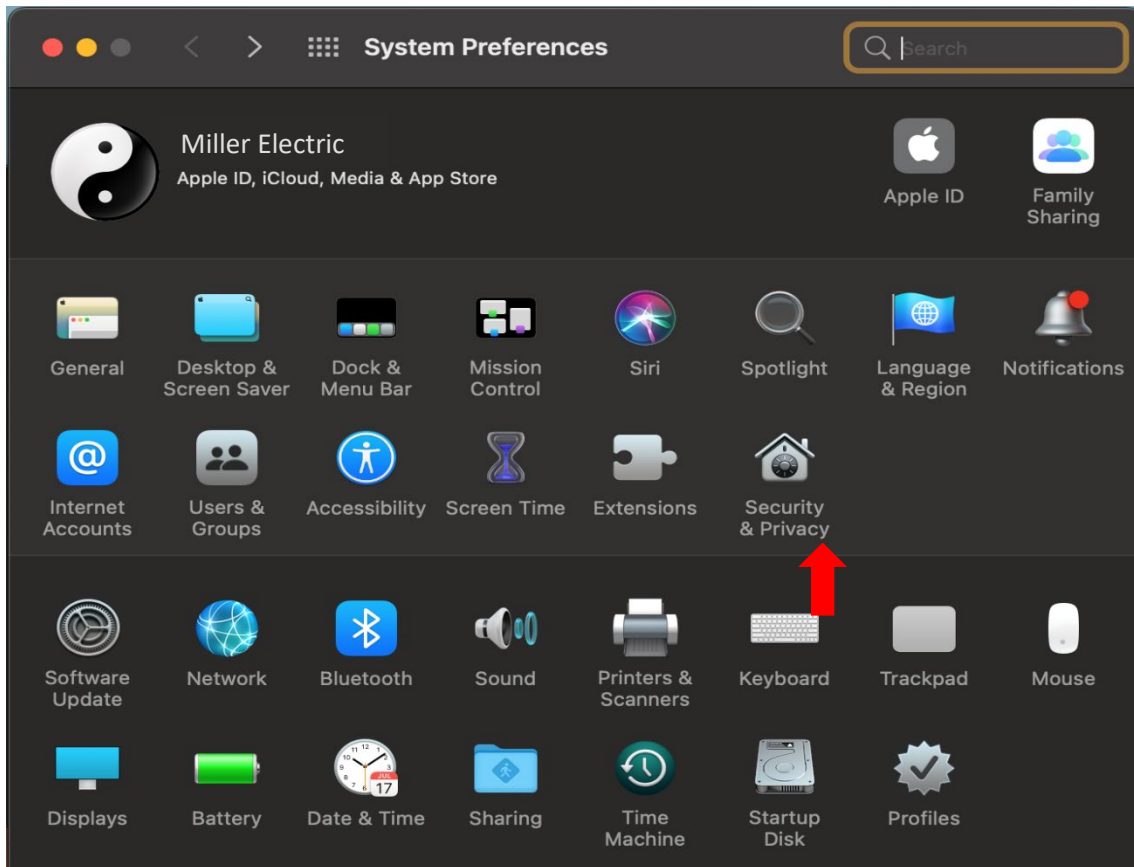 System Preferences
Search
Miller Electric
Apple ID, iCloud, Media & App Store
Apple ID
Family
Sharing
General
Desktop &
Screen Saver
Dock &
Menu Bar
Mission
Control
Siri
Spotlight
Language
& Region
Notifications
Internet
Accounts
Users &
Groups
Accessibility
Screen Time
Extensions
Security
& Privacy
Software
Update
Network
Bluetooth
Sound
Printers &
Scanners
Keyboard
Trackpad
Mouse
Displays
Battery
JUL
17
Date & Time
Sharing
Time
Machine
Startup
Disk
Profiles